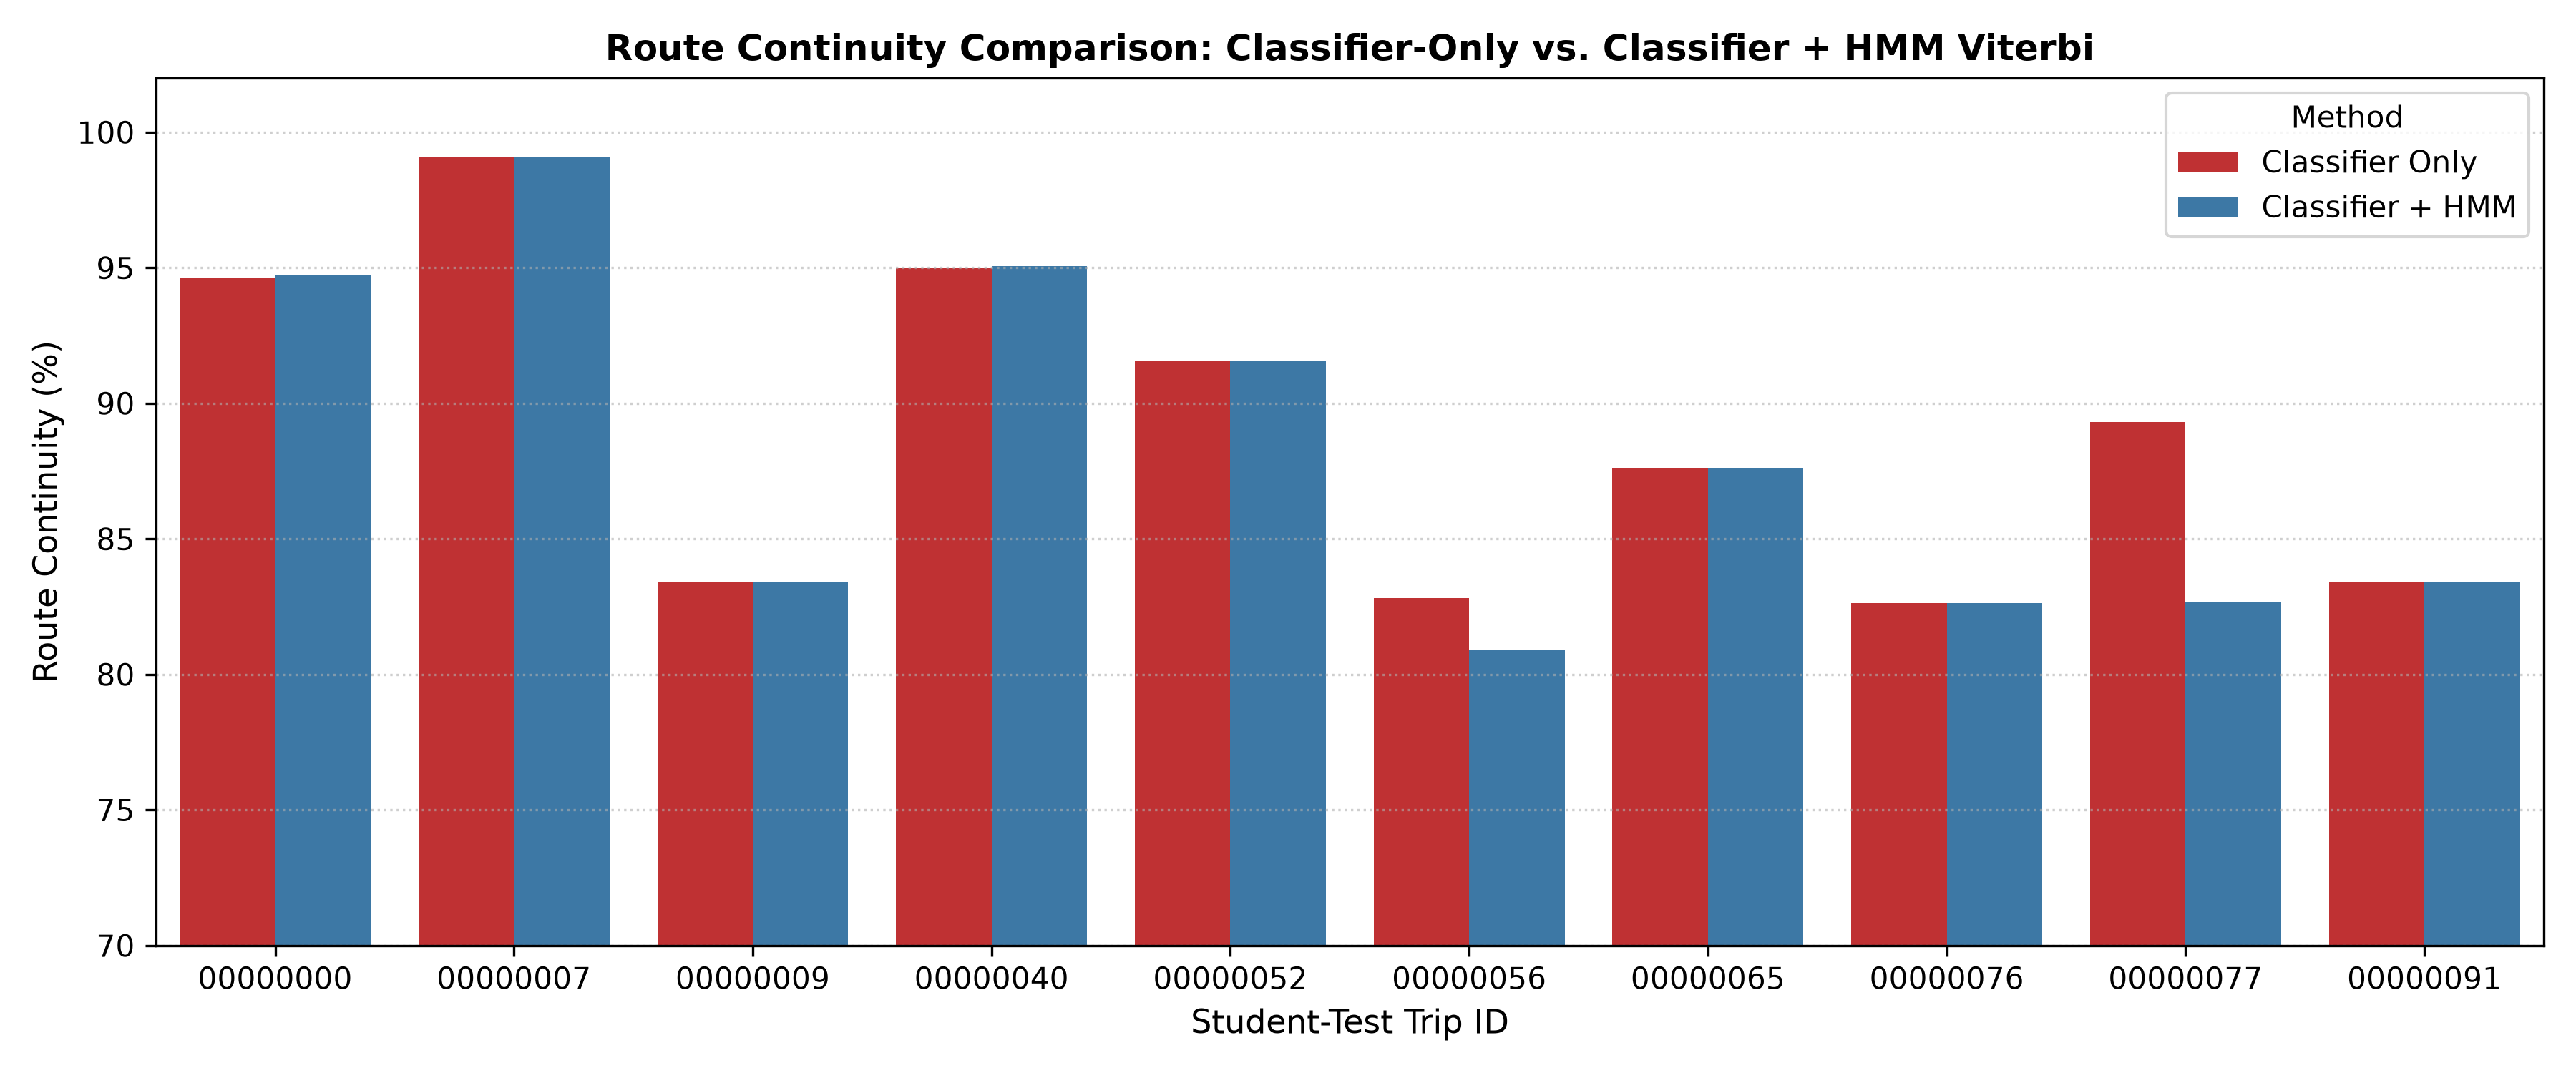 Route Continuity Comparison: Classifier-Only vs. Classifier + HMM Viterbi
Method
Classifier Only
Classifier + HMM
Route Continuity (%)
100
95
90
85
80
75
70
00000000 00000007 00000009 00000040 00000052 00000056 00000065 00000076 00000077 00000091
Student-Test Trip ID